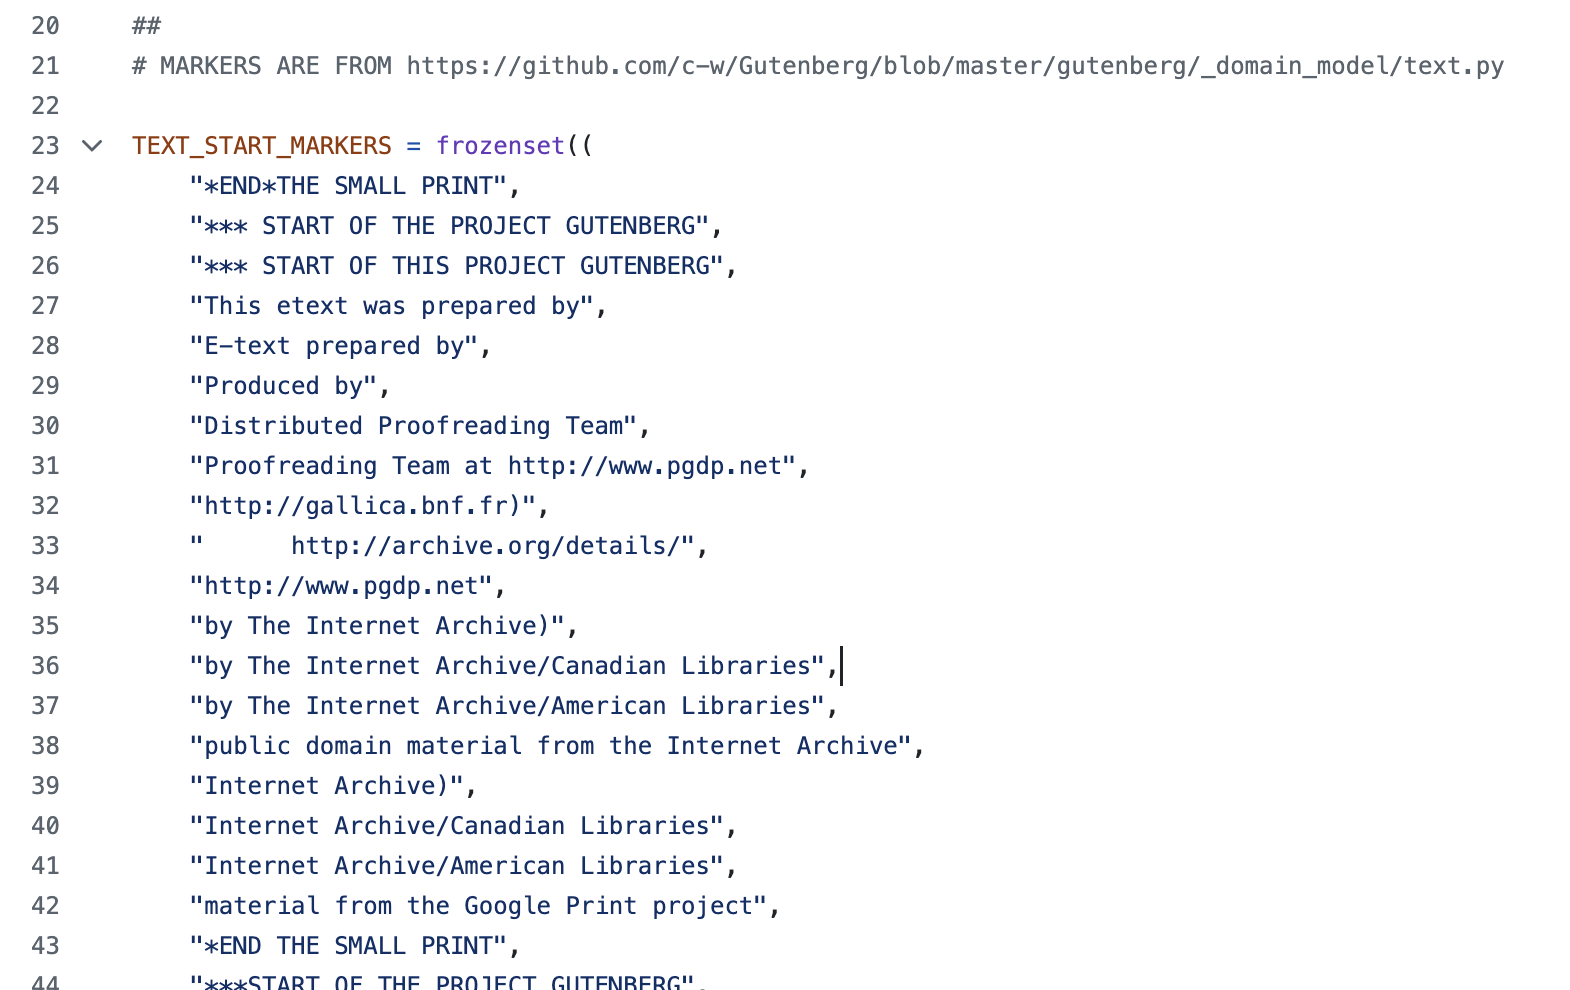 20 ##
21 # MARKERS ARE FROM https://github.com/c-w/Gutenberg/blob/master/gutenberg/_domain_model/text.py
22
23 TEXT_START_MARKERS = frozenset((
24     "*END*THE SMALL PRINT",
25     "*** START OF THE PROJECT GUTENBERG",
26     "*** START OF THIS PROJECT GUTENBERG",
27     "This etext was prepared by",
28     "E-text prepared by",
29     "Produced by",
30     "Distributed Proofreading Team",
31     "Proofreading Team at http://www.pgdp.net",
32     "http://gallica.bnf.fr)",
33     "      http://archive.org/details/",
34     "http://www.pgdp.net",
35     "by The Internet Archive)",
36     "by The Internet Archive/Canadian Libraries",
37     "by The Internet Archive/American Libraries",
38     "public domain material from the Internet Archive",
39     "Internet Archive)",
40     "Internet Archive/Canadian Libraries",
41     "Internet Archive/American Libraries",
42     "material from the Google Print project",
43     "*END THE SMALL PRINT",
44     "***START OF THE PROJECT GUTENBERG",